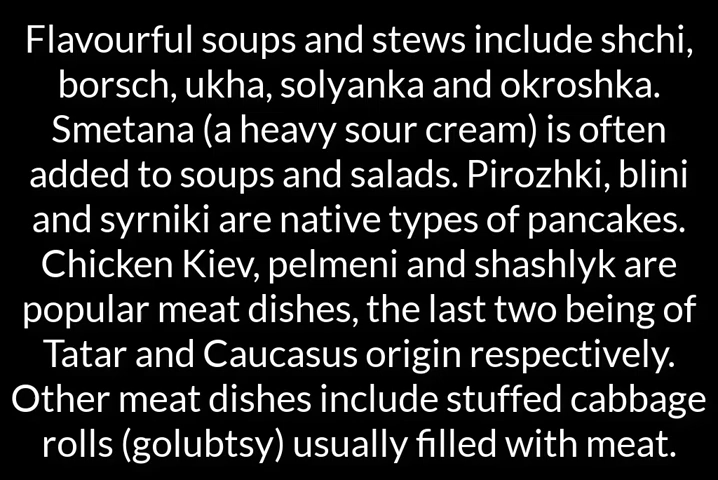 Flavourful soups and stews include shchi,
borsch, ukha, solyanka and okroshka.
Smetana (a heavy sour cream) is often
added to soups and salads. Pirozhki, blini
and syrniki are native types of pancakes.
Chicken Kiev, pelmeni and shashlyk are
popular meat dishes, the last two being of
Tatar and Caucasus origin respectively.
Other meat dishes include stuffed cabbage
rolls (golubtsy) usually filled with meat.